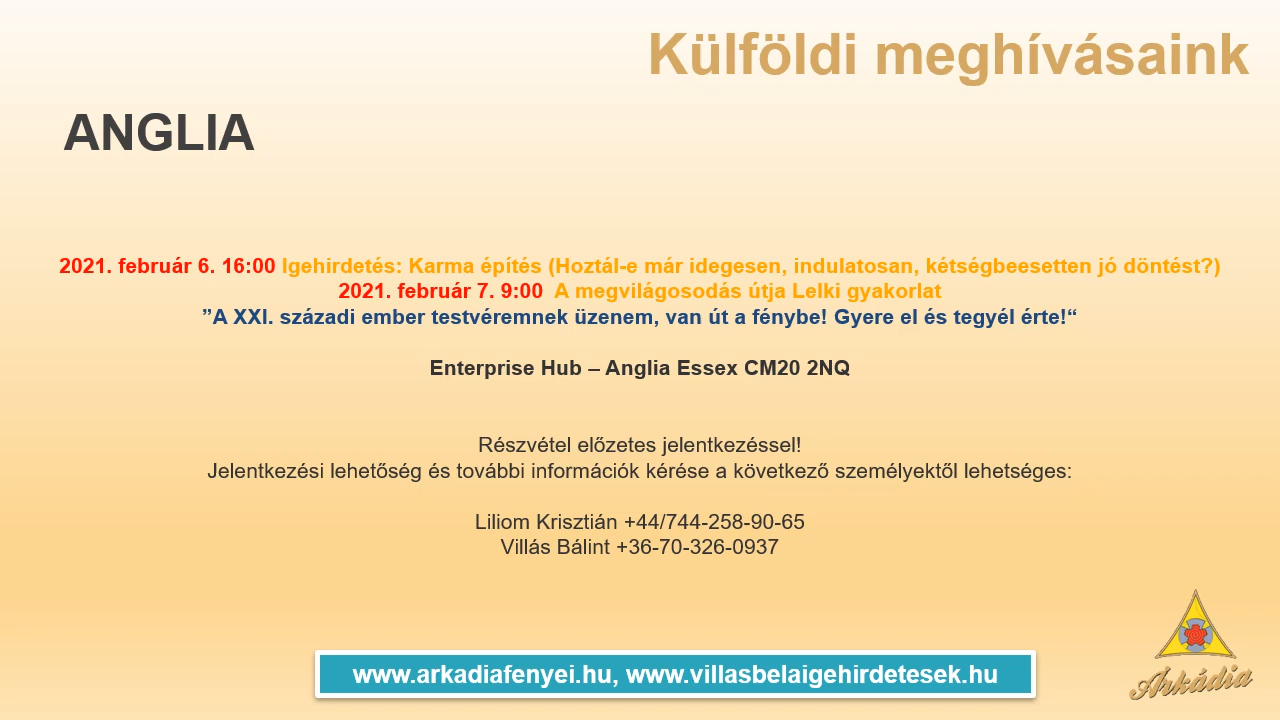 Külföldi meghívásaink
ANGLIA
2021. február 6. 16:00 Igehirdetés: Karma építés (Hoztál-e már idegesen, indulatosan, kétségbeesetten jó döntést?)
2021. február 7. 9:00  A megvilágosodás útja Lelki gyakorlat
”A XXI. századi ember testvéremnek üzenem, van út a fénybe! Gyere el és tegyél érte!“
Enterprise Hub – Anglia Essex CM20 2NQ
Részvétel előzetes jelentkezéssel!
Jelentkezési lehetőség és további információk kérése a következő személyektől lehetséges:
Liliom Krisztián +44/744-258-90-65
Villás Bálint +36-70-326-0937
www.arkadiafenyei.hu, www.villasbelaigehirdetesek.hu
Árkádia